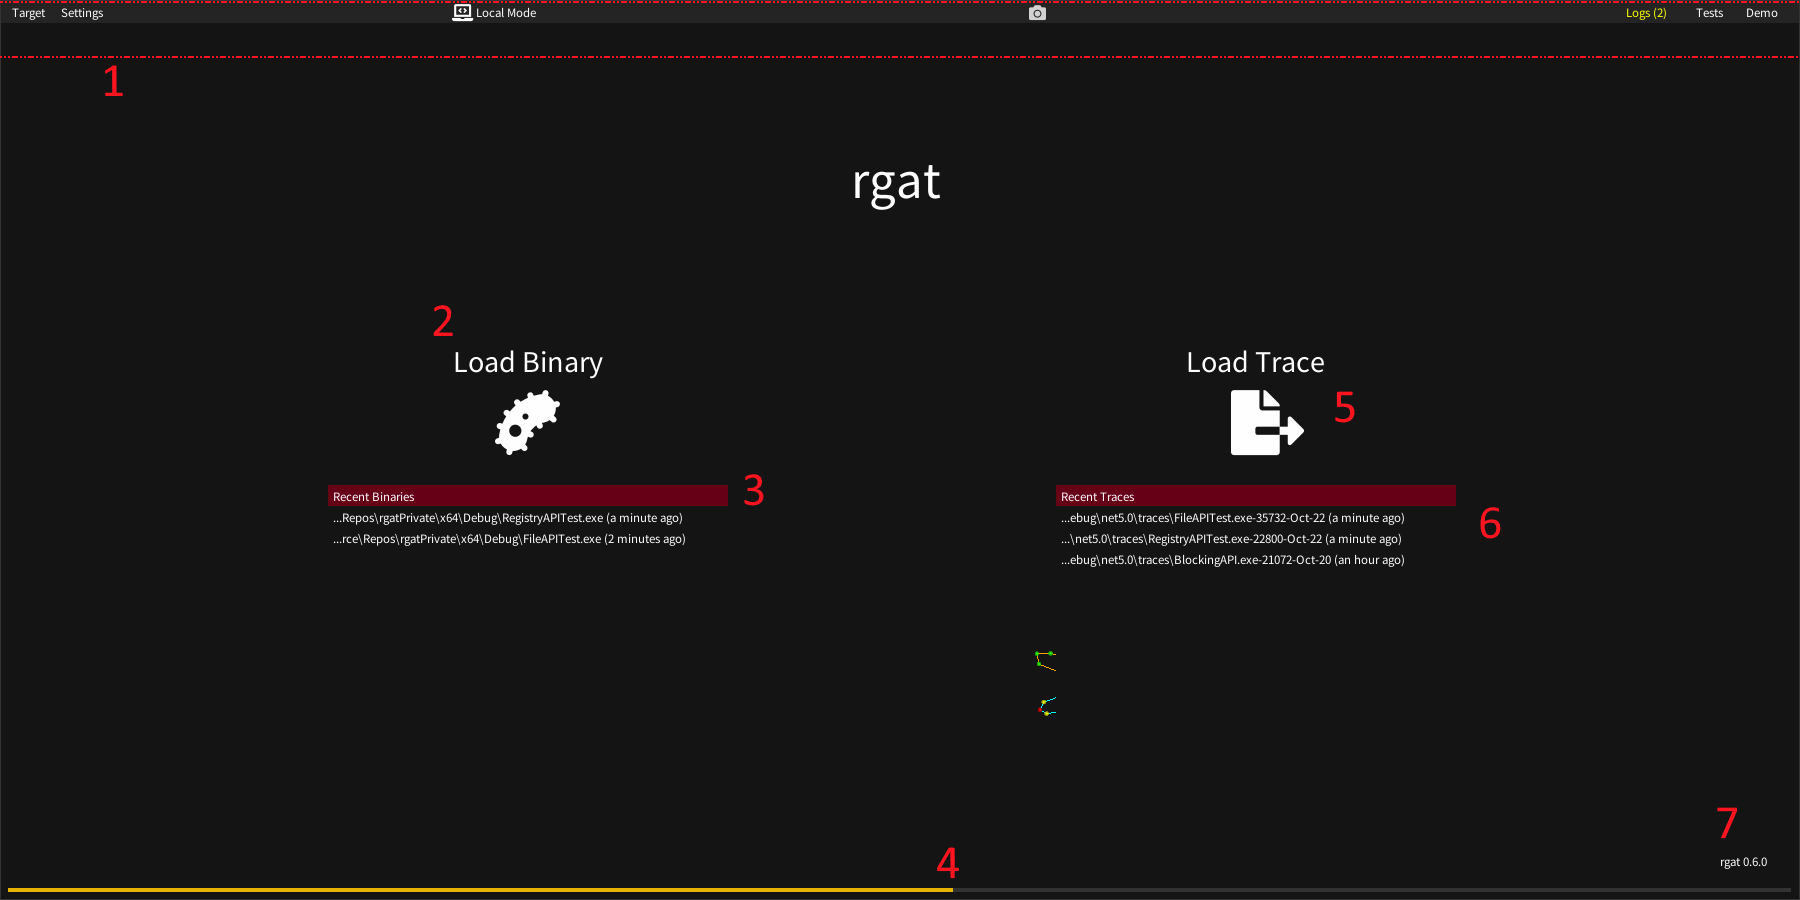 Target Settings Local Mode Logs (2) Tests Demo
1
rgat
2
Load Binary
3
Recent Binaries
...Repos\rgatPrivate\x64\Debug\RegistryAPITest.exe (a minute ago)
...rce\Repos\rgatPrivate\x64\Debug\FileAPITest.exe (2 minutes ago)
Load Trace
5
Recent Traces
6
...ebug\net5.0\traces\FileAPITest.exe-35732-Oct-22 (a minute ago)
...\net5.0\traces\RegistryAPITest.exe-22800-Oct-22 (a minute ago)
...ebug\net5.0\traces\BlockingAPI.exe-21072-Oct-20 (an hour ago)
7
rgat 0.6.0
4